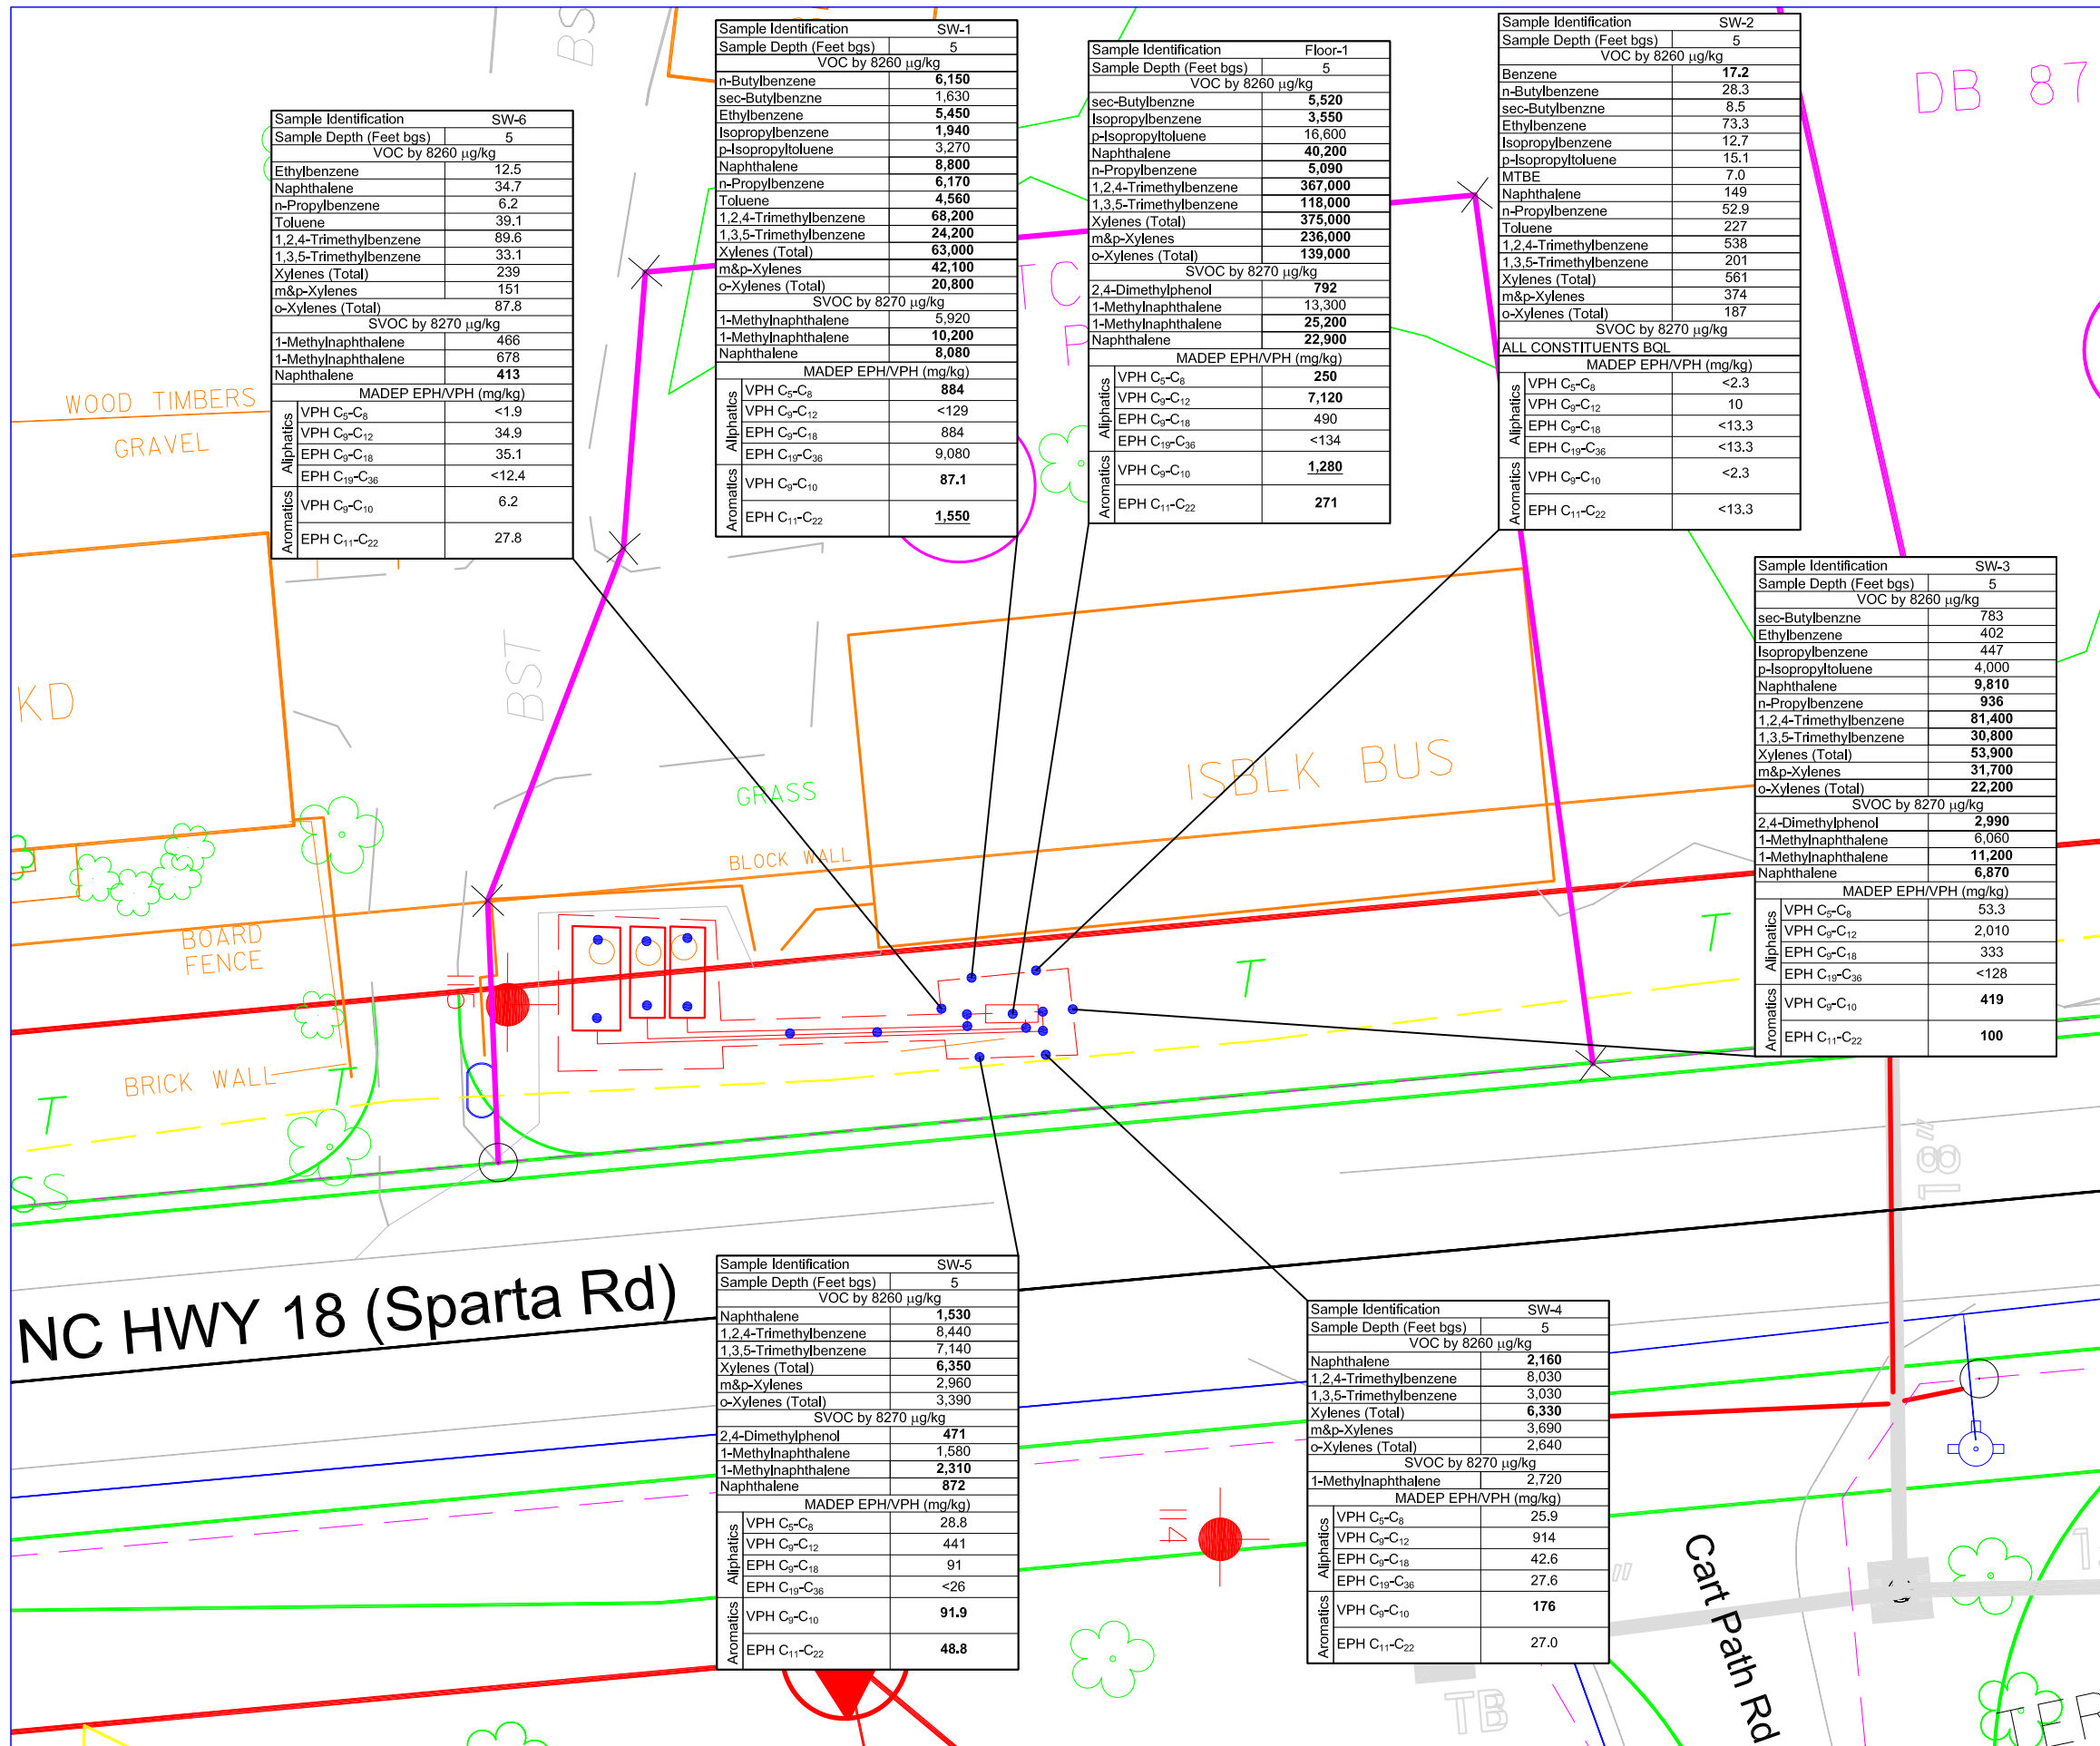 Sample Identification SW-6
Sample Depth (Feet bgs) 5
VOC by 8260 µg/kg
Ethylbenzene 12.5
Naphthalene 34.7
n-Propylbenzene 6.2
Toluene 39.1
1,2,4-Trimethylbenzene 89.6
1,3,5-Trimethylbenzene 33.1
Xylenes (Total) 239
m&p-Xylenes 151
o-Xylenes (Total) 87.8
SVOC by 8270 µg/kg
1-Methylnaphthalene 466
1-Methylnaphthalene 678
Naphthalene 413
MADEP EPH/VPH (mg/kg)
Aliphatics
VPH C5-C8 <1.9
VPH C9-C12 34.9
EPH C9-C18 35.1
EPH C19-C36 <12.4
Aromatics
VPH C9-C10 6.2
EPH C11-C22 27.8
Sample Identification SW-1
Sample Depth (Feet bgs) 5
VOC by 8260 µg/kg
n-Butylbenzene 6,150
sec-Butylbenzne 1,630
Ethylbenzene 5,450
Isopropylbenzene 1,940
p-Isopropyltoluene 3,270
Naphthalene 8,800
n-Propylbenzene 6,170
Toluene 4,560
1,2,4-Trimethylbenzene 68,200
1,3,5-Trimethylbenzene 24,200
Xylenes (Total) 63,000
m&p-Xylenes 42,100
o-Xylenes (Total) 20,800
SVOC by 8270 µg/kg
1-Methylnaphthalene 5,920
1-Methylnaphthalene 10,200
Naphthalene 8,080
MADEP EPH/VPH (mg/kg)
Aliphatics
VPH C5-C8 884
VPH C9-C12 <129
EPH C9-C18 884
EPH C19-C36 9,080
Aromatics
VPH C9-C10 87.1
EPH C11-C22 1,550
Sample Identification Floor-1
Sample Depth (Feet bgs) 5
VOC by 8260 µg/kg
sec-Butylbenzne 5,520
Isopropylbenzene 3,550
p-Isopropyltoluene 16,600
Naphthalene 40,200
n-Propylbenzene 5,090
1,2,4-Trimethylbenzene 367,000
1,3,5-Trimethylbenzene 118,000
Xylenes (Total) 375,000
m&p-Xylenes 236,000
o-Xylenes (Total) 139,000
SVOC by 8270 µg/kg
2,4-Dimethylphenol 792
1-Methylnaphthalene 13,300
1-Methylnaphthalene 25,200
Naphthalene 22,900
MADEP EPH/VPH (mg/kg)
Aliphatics
VPH C5-C8 250
VPH C9-C12 7,120
EPH C9-C18 490
EPH C19-C36 <134
Aromatics
VPH C9-C10 1,280
EPH C11-C22 271
Sample Identification SW-2
Sample Depth (Feet bgs) 5
VOC by 8260 µg/kg
Benzene 17.2
n-Butylbenzene 28.3
sec-Butylbenzne 8.5
Ethylbenzene 73.3
Isopropylbenzene 12.7
p-Isopropyltoluene 15.1
MTBE 7.0
Naphthalene 149
n-Propylbenzene 52.9
Toluene 227
1,2,4-Trimethylbenzene 538
1,3,5-Trimethylbenzene 201
Xylenes (Total) 561
m&p-Xylenes 374
o-Xylenes (Total) 187
SVOC by 8270 µg/kg
ALL CONSTITUENTS BQL
MADEP EPH/VPH (mg/kg)
Aliphatics
VPH C5-C8 <2.3
VPH C9-C12 10
EPH C9-C18 <13.3
EPH C19-C36 <13.3
Aromatics
VPH C9-C10 <2.3
EPH C11-C22 <13.3
DB 87
BST
Sample Identification SW-3
Sample Depth (Feet bgs) 5
VOC by 8260 µg/kg
sec-Butylbenzne 783
Ethylbenzene 402
Isopropylbenzene 447
p-Isopropyltoluene 4,000
Naphthalene 9,810
n-Propylbenzene 936
1,2,4-Trimethylbenzene 81,400
1,3,5-Trimethylbenzene 30,800
Xylenes (Total) 53,900
m&p-Xylenes 31,700
o-Xylenes (Total) 22,200
SVOC by 8270 µg/kg
2,4-Dimethylphenol 2,990
1-Methylnaphthalene 6,060
1-Methylnaphthalene 11,200
Naphthalene 6,870
MADEP EPH/VPH (mg/kg)
Aliphatics
VPH C5-C8 53.3
VPH C9-C12 2,010
EPH C9-C18 333
EPH C19-C36 <128
Aromatics
VPH C9-C10 419
EPH C11-C22 100
WOOD TIMBERS
GRAVEL
KD
BST
GRASS
ISBLK BUS
BLOCK WALL
BOARD
FENCE
BRICK WALL
T
T
T
T
SS
18"
NC HWY 18 (Sparta Rd)
Sample Identification SW-5
Sample Depth (Feet bgs) 5
VOC by 8260 µg/kg
Naphthalene 1,530
1,2,4-Trimethylbenzene 8,440
1,3,5-Trimethylbenzene 7,140
Xylenes (Total) 6,350
m&p-Xylenes 2,960
o-Xylenes (Total) 3,390
SVOC by 8270 µg/kg
2,4-Dimethylphenol 471
1-Methylnaphthalene 1,580
1-Methylnaphthalene 2,310
Naphthalene 872
MADEP EPH/VPH (mg/kg)
Aliphatics
VPH C5-C8 28.8
VPH C9-C12 441
EPH C9-C18 91
EPH C19-C36 <26
Aromatics
VPH C9-C10 91.9
EPH C11-C22 48.8
Sample Identification SW-4
Sample Depth (Feet bgs) 5
VOC by 8260 µg/kg
Naphthalene 2,160
1,2,4-Trimethylbenzene 8,030
1,3,5-Trimethylbenzene 3,030
Xylenes (Total) 6,330
m&p-Xylenes 3,690
o-Xylenes (Total) 2,640
SVOC by 8270 µg/kg
1-Methylnaphthalene 2,720
MADEP EPH/VPH (mg/kg)
Aliphatics
VPH C5-C8 25.9
VPH C9-C12 914
EPH C9-C18 42.6
EPH C19-C36 27.6
Aromatics
VPH C9-C10 176
EPH C11-C22 27.0
114
Cart Path Rd
TB